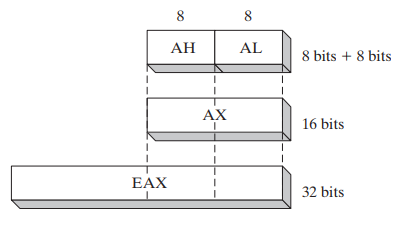 8 8
AH AL
8 bits + 8 bits
AX
16 bits
EAX
32 bits